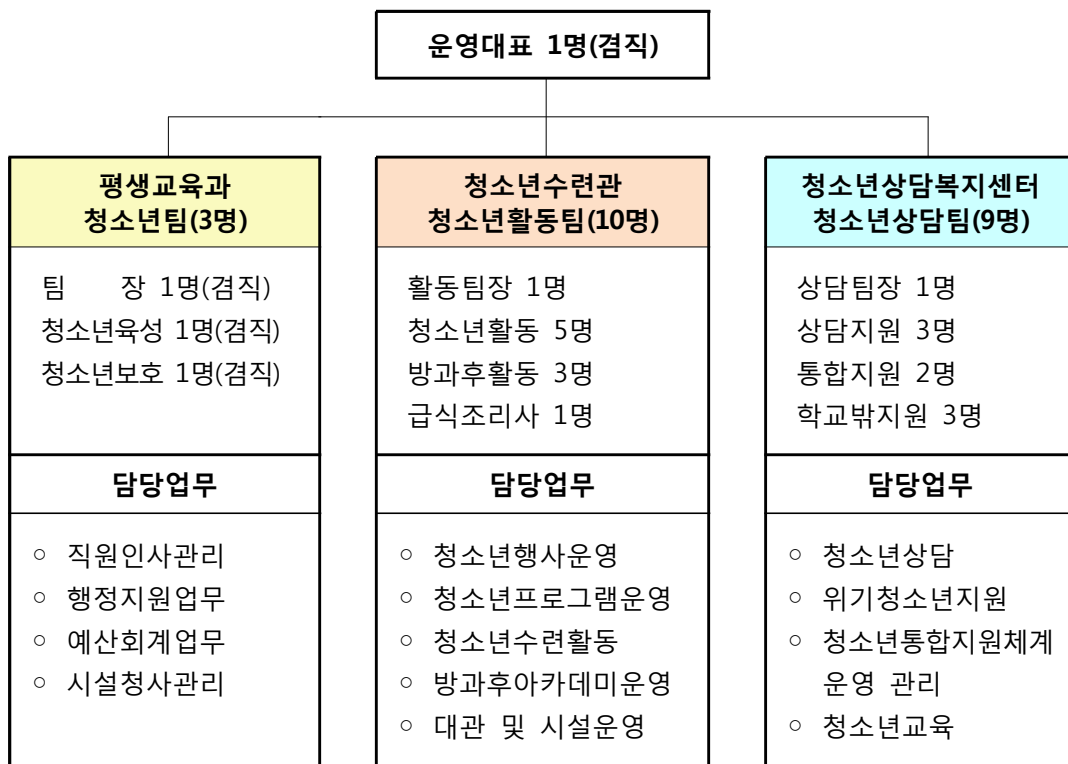 운영대표 1명(겸직)
평생교육과
청소년팀(3명)
팀 장 1명(겸직)
청소년육성 1명(겸직)
청소년보호 1명(겸직)
담당업무
○ 직원인사관리
○ 행정지원업무
○ 예산회계업무
○ 시설청사관리
청소년수련관
청소년활동팀(10명)
활동팀장 1명
청소년활동 5명
방과후활동 3명
급식조리사 1명
담당업무
○ 청소년행사운영
○ 청소년프로그램운영
○ 청소년수련활동
○ 방과후아카데미운영
○ 대관 및 시설운영
청소년상담복지센터
청소년상담팀(9명)
상담팀장 1명
상담지원 3명
통합지원 2명
학교밖지원 3명
담당업무
○ 청소년상담
○ 위기청소년지원
○ 청소년통합지원체계
운영 관리
○ 청소년교육